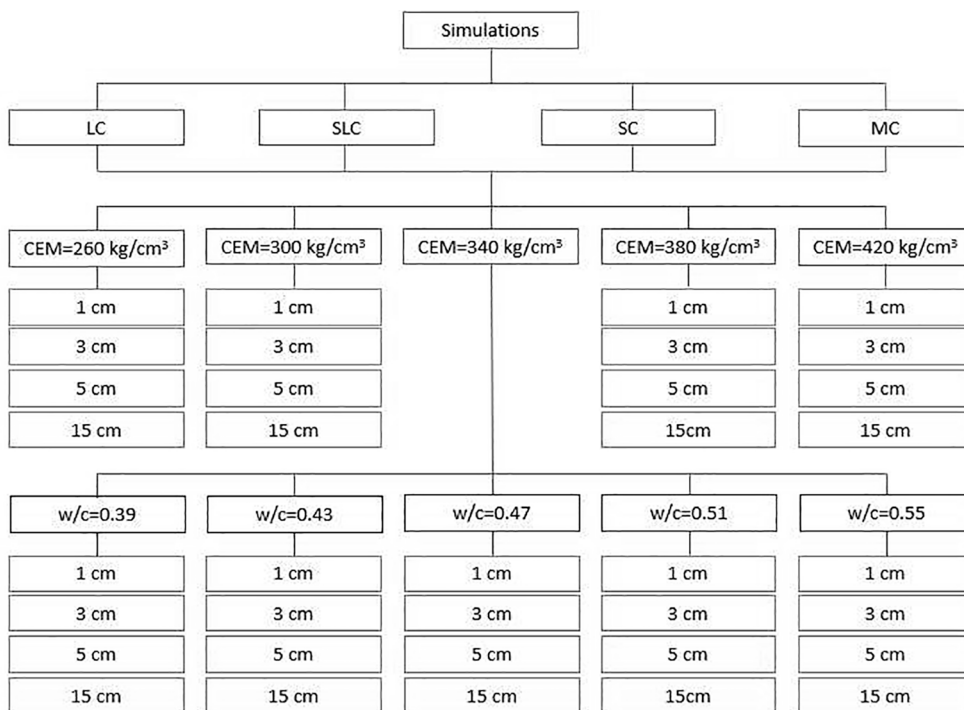 Simulations
LC
SLC
SC
MC
CEM=260 kg/cm³
CEM=300 kg/cm³
CEM=340 kg/cm³
CEM=380 kg/cm³
CEM=420 kg/cm³
1 cm
1 cm
1 cm
1 cm
3 cm
3 cm
3 cm
3 cm
5 cm
5 cm
5 cm
5 cm
15 cm
15 cm
15cm
15 cm
w/c=0.39
w/c=0.43
w/c=0.47
w/c=0.51
w/c=0.55
1 cm
1 cm
1 cm
1 cm
1 cm
3 cm
3 cm
3 cm
3 cm
3 cm
5 cm
5 cm
5 cm
5 cm
5 cm
15 cm
15 cm
15 cm
15cm
15 cm